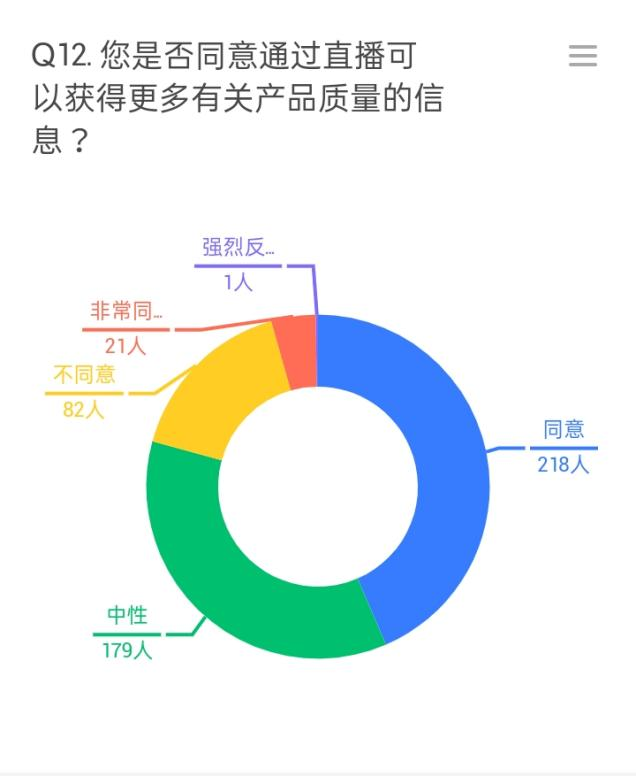 Q12. 您是否同意通过直播可
以获得更多有关产品质量的信
息？
强烈反...
1人
非常同...
21人
不同意
82人
同意
218人
中性
179人